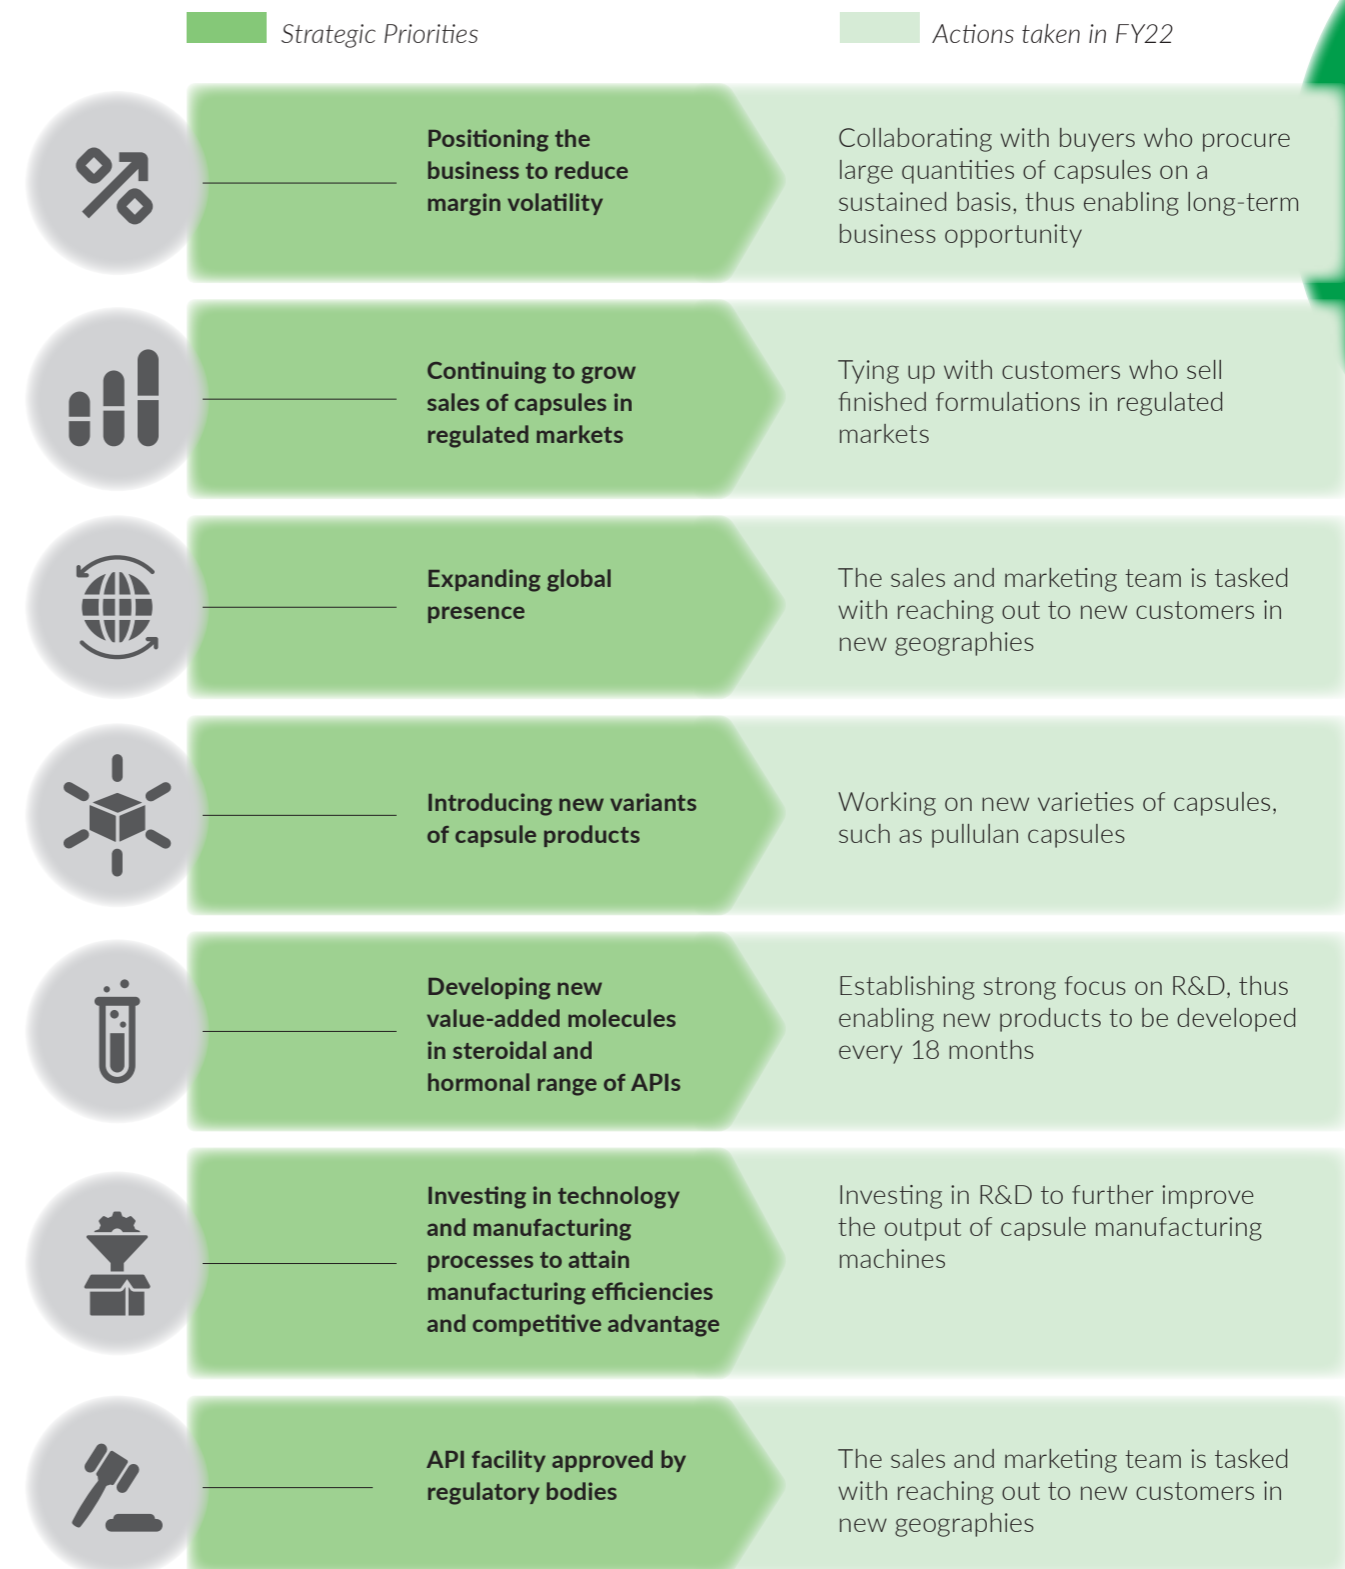 Strategic Priorities
Actions taken in FY22
Positioning the
business to reduce
margin volatility
Collaborating with buyers who procure
large quantities of capsules on a
sustained basis, thus enabling long-term
business opportunity
Continuing to grow
sales of capsules in
regulated markets
Tying up with customers who sell
finished formulations in regulated
markets
Expanding global
presence
The sales and marketing team is tasked
with reaching out to new customers in
new geographies
Introducing new variants
of capsule products
Working on new varieties of capsules,
such as pullulan capsules
Developing new
value-added molecules
in steroidal and
hormonal range of APIs
Establishing strong focus on R&D, thus
enabling new products to be developed
every 18 months
Investing in technology
and manufacturing
processes to attain
manufacturing efficiencies
and competitive advantage
Investing in R&D to further improve
the output of capsule manufacturing
machines
API facility approved by
regulatory bodies
The sales and marketing team is tasked
with reaching out to new customers in
new geographies